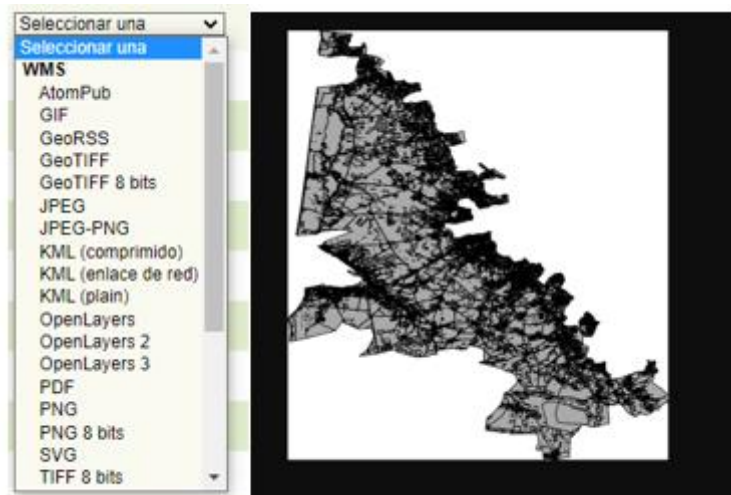 Seleccionar una
Seleccionar una
WMS
AtomPub
GIF
GeoRSS
GeoTIFF
GeoTIFF 8 bits
JPEG
JPEG-PNG
KML (comprimido)
KML (enlace de red)
KML (plain)
OpenLayers
OpenLayers 2
OpenLayers 3
PDF
PNG
PNG 8 bits
SVG
TIFF 8 bits